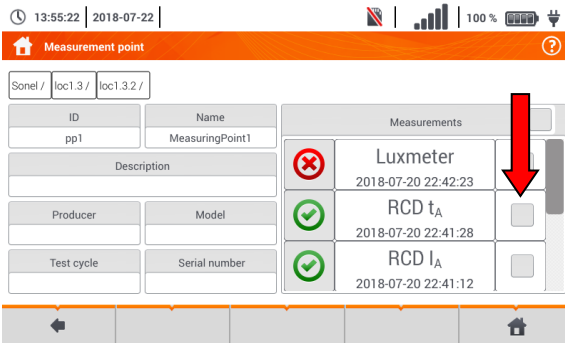 13:55:22 2018-07-22 100 %
Measurement point
Sonel / loc1.3 / loc1.3.2 /
ID Name
pp1 MeasuringPoint1
Description
Producer Model
Test cycle Serial number
Measurements
Luxmeter
2018-07-20 22:42:23
RCD tA
2018-07-20 22:41:28
RCD IA
2018-07-20 22:41:12